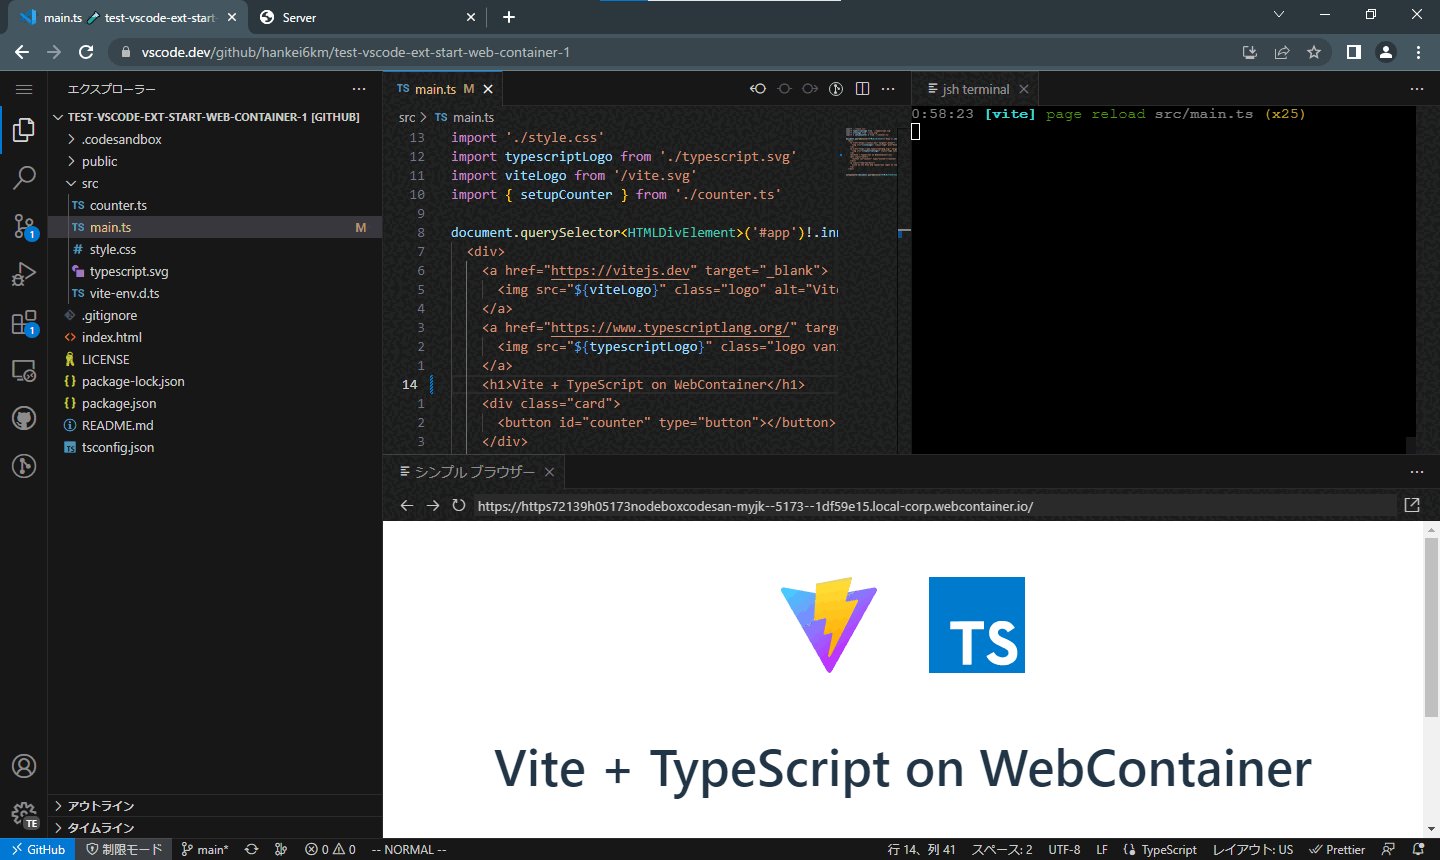 main.ts test-vscode-ext-start-
Server
vscode.dev/github/hankei6km/test-vscode-ext-start-web-container-1
エクスプローラー
TEST-VSCODE-EXT-START-WEB-CONTAINER-1 [GITHUB]
.codesandbox
public
src
TS counter.ts
TS main.ts M
# style.css
typescript.svg
TS vite-env.d.ts
.gitignore
<> index.html
LICENSE
{} package-lock.json
{} package.json
README.md
TS tsconfig.json
アウトライン
タイムライン
1
1
TE
TS main.ts M
src > TS main.ts
13 import './style.css'
12 import typescriptLogo from './typescript.svg'
11 import viteLogo from '/vite.svg'
10 import { setupCounter } from './counter.ts'
9
8 document.querySelector<HTMLDivElement>('#app')!.inn
7 <div>
6 <a href="https://vitejs.dev" target="_blank">
5 <img src="${viteLogo}" class="logo" alt="Vite
4 </a>
3 <a href="https://www.typescriptlang.org/" targ
2 <img src="${typescriptLogo}" class="logo vani
1 </a>
14 <h1>Vite + TypeScript on WebContainer</h1>
1 <div class="card">
2 <button id="counter" type="button"></button>
3 </div>
jsh terminal
0:58:23 [vite] page reload src/main.ts (x25)
シンプル ブラウザー
https://https72139h05173nodeboxcodesan-myjk--5173--1df59e15.local-corp.webcontainer.io/
TS
Vite + TypeScript on WebContainer
GitHub
制限モード
main*
0 0
-- NORMAL --
行 14、列 41
スペース: 2
UTF-8
LF
{} TypeScript
レイアウト: US
Prettier